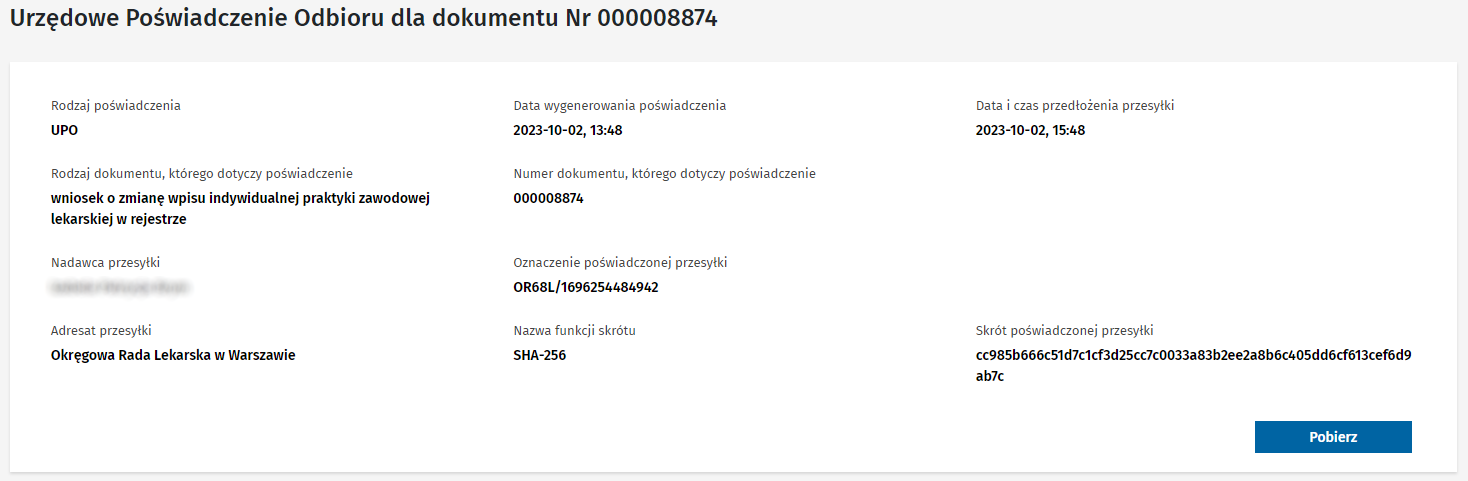 Urzędowe Poświadczenie Odbioru dla dokumentu Nr 000008874
Rodzaj poświadczenia
UPO
Data wygenerowania poświadczenia
2023-10-02, 13:48
Data i czas przedłożenia przesyłki
2023-10-02, 15:48
Rodzaj dokumentu, którego dotyczy poświadczenie
wniosek o zmianę wpisu indywidualnej praktyki zawodowej
lekarskiej w rejestrze
Numer dokumentu, którego dotyczy poświadczenie
000008874
Nadawca przesyłki
Oznaczenie poświadczonej przesyłki
OR68L/1696254484942
Adresat przesyłki
Okręgowa Rada Lekarska w Warszawie
Nazwa funkcji skrótu
SHA-256
Skrót poświadczonej przesyłki
cc985b666c51d7c1cf3d25cc7c0033a83b2ee2a8b6c405dd6cf613cef6d9
ab7c
Pobierz